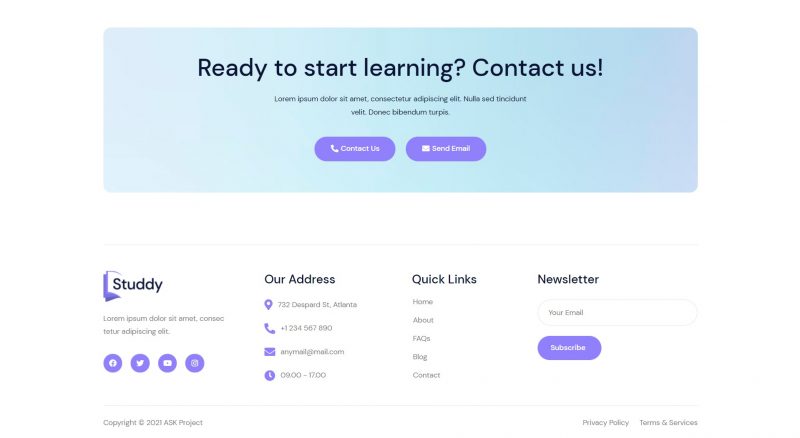 Ready to start learning? Contact us!
Lorem ipsum dolor sit amet, consectetur adipiscing elit. Nulla sed tincidunt
velit. Donec bibendum turpis.
Contact Us
Send Email
Studdy
Lorem ipsum dolor sit amet, consec
tetur adipiscing elit.
Our Address
732 Despard St, Atlanta
+1 234 567 890
anymail@mail.com
09.00 - 17.00
Quick Links
Home
About
FAQs
Blog
Contact
Newsletter
Your Email
Subscribe
Copyright © 2021 ASK Project
Privacy Policy
Terms & Services